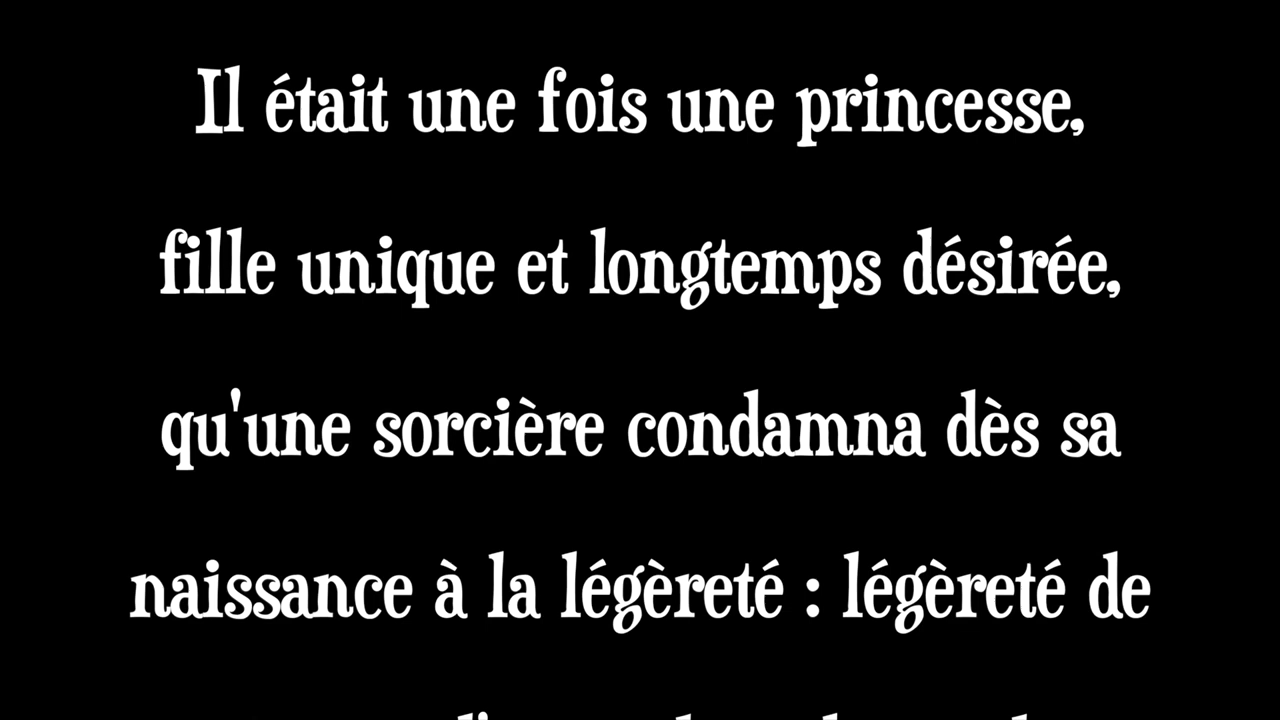 Il était une fois une princesse,
fille unique et longtemps désirée,
qu'une sorcière condamna dès sa
naissance à la légèreté : légèreté de